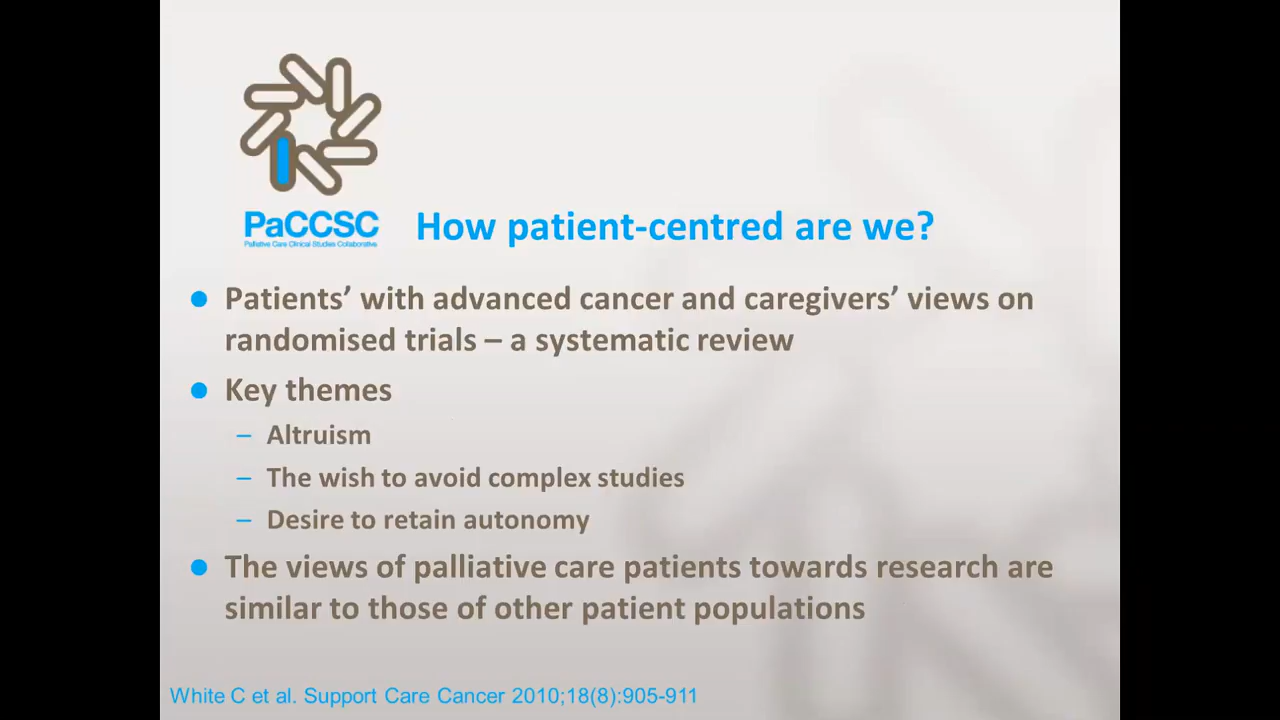 PaCCSC
Palliative Care Clinical Studies Collaborative
How patient-centred are we?
● Patients’ with advanced cancer and caregivers’ views on
randomised trials – a systematic review
● Key themes
– Altruism
– The wish to avoid complex studies
– Desire to retain autonomy
● The views of palliative care patients towards research are
similar to those of other patient populations
White C et al. Support Care Cancer 2010;18(8):905-911